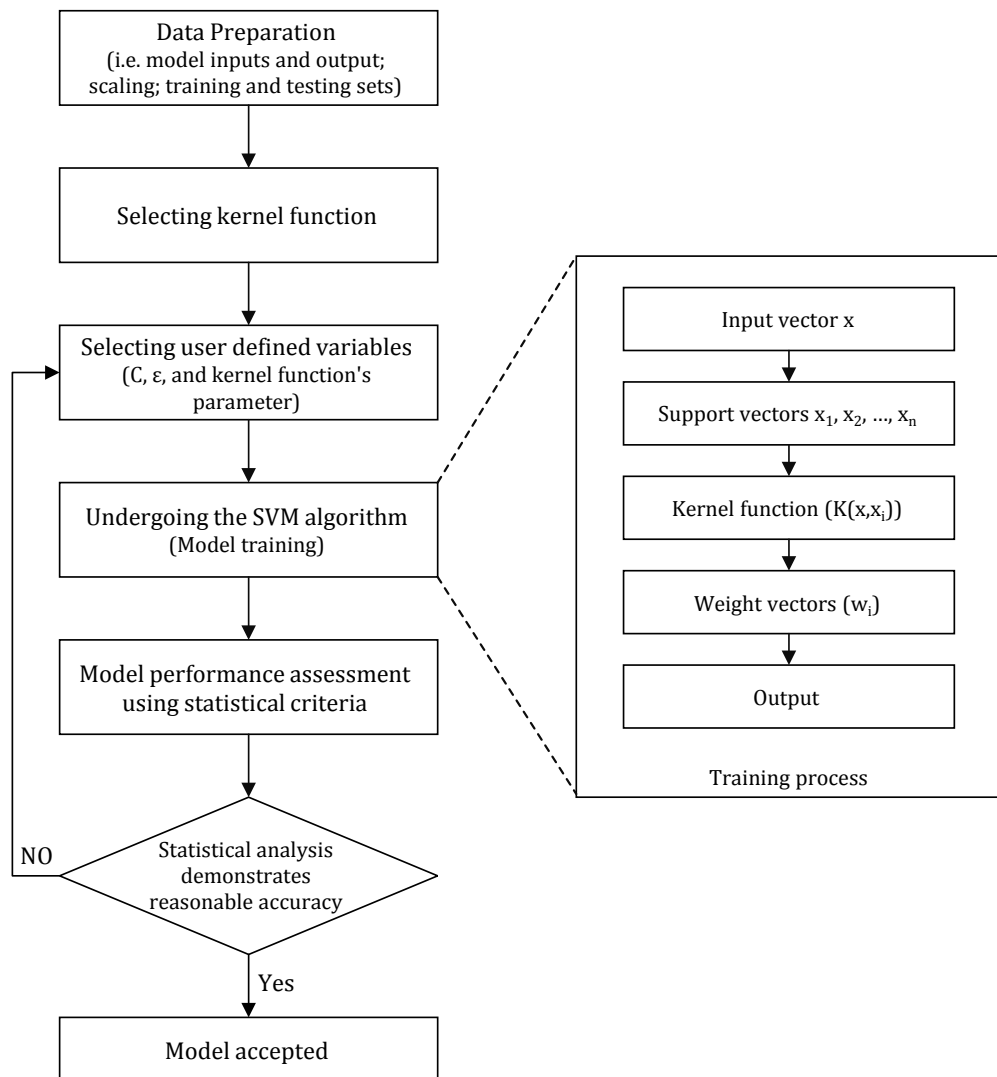 Data Preparation
(i.e. model inputs and output;
scaling; training and testing sets)
Selecting kernel function
Selecting user defined variables
(C, ε, and kernel function's
parameter)
Undergoing the SVM algorithm
(Model training)
Model performance assessment
using statistical criteria
Statistical analysis
demonstrates
reasonable accuracy
NO
Yes
Model accepted
Input vector x
Support vectors x₁, x₂, ..., xₙ
Kernel function (K(x,xᵢ))
Weight vectors (wᵢ)
Output
Training process